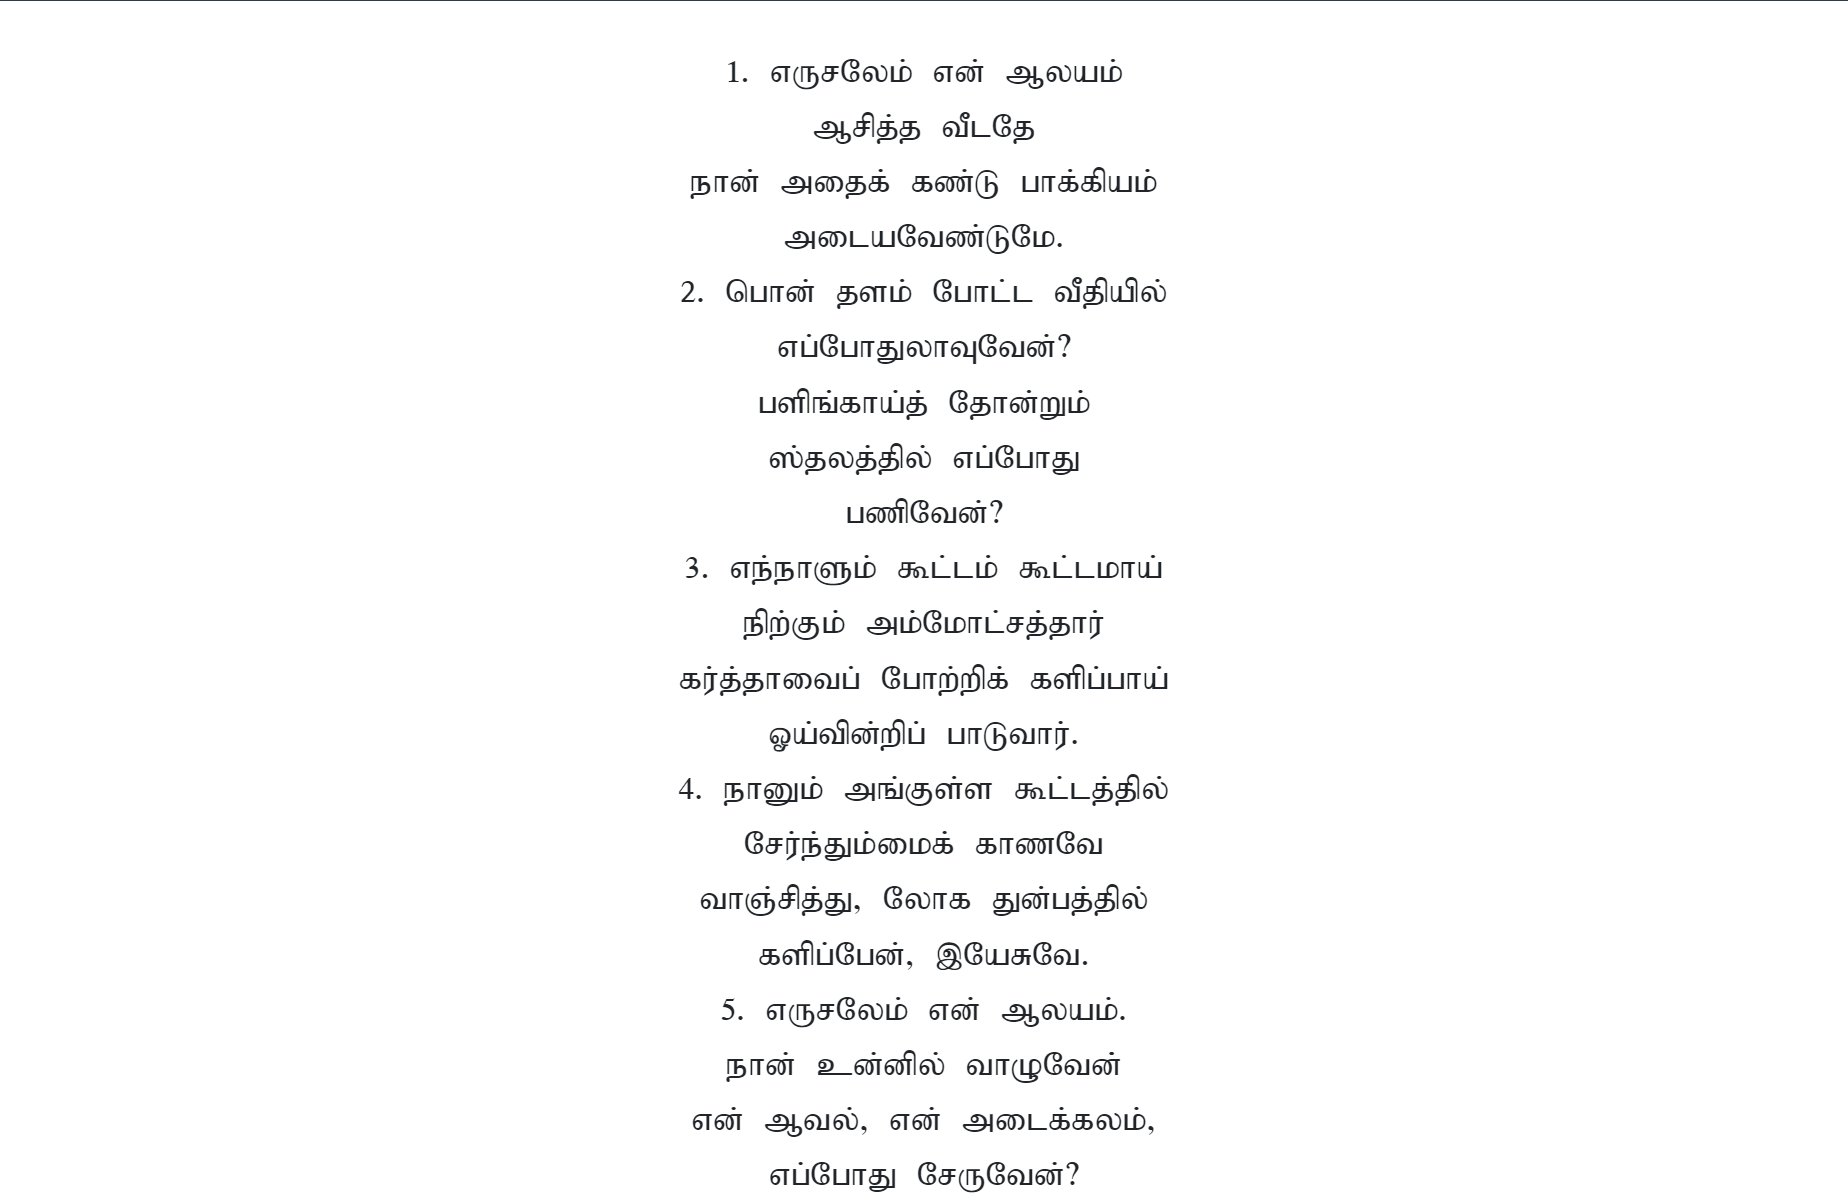 1. எருசலேம் என் ஆலயம்
ஆசித்த வீடதே
நான் அதைக் கண்டு பாக்கியம்
அடையவேண்டுமே.
2. பொன் தளம் போட்ட வீதியில்
எப்போதுலாவுவேன்?
பளிங்காய்த் தோன்றும்
ஸ்தலத்தில் எப்போது
பணிவேன்?
3. எந்நாளும் கூட்டம் கூட்டமாய்
நிற்கும் அம்மோட்சத்தார்
கர்த்தாவைப் போற்றிக் களிப்பாய்
ஓய்வின்றிப் பாடுவார்.
4. நானும் அங்குள்ள கூட்டத்தில்
சேர்ந்தும்மைக் காணவே
வாஞ்சித்து, லோக துன்பத்தில்
களிப்பேன், இயேசுவே.
5. எருசலேம் என் ஆலயம்.
நான் உன்னில் வாழுவேன்
என் ஆவல், என் அடைக்கலம்,
எப்போது சேருவேன்?